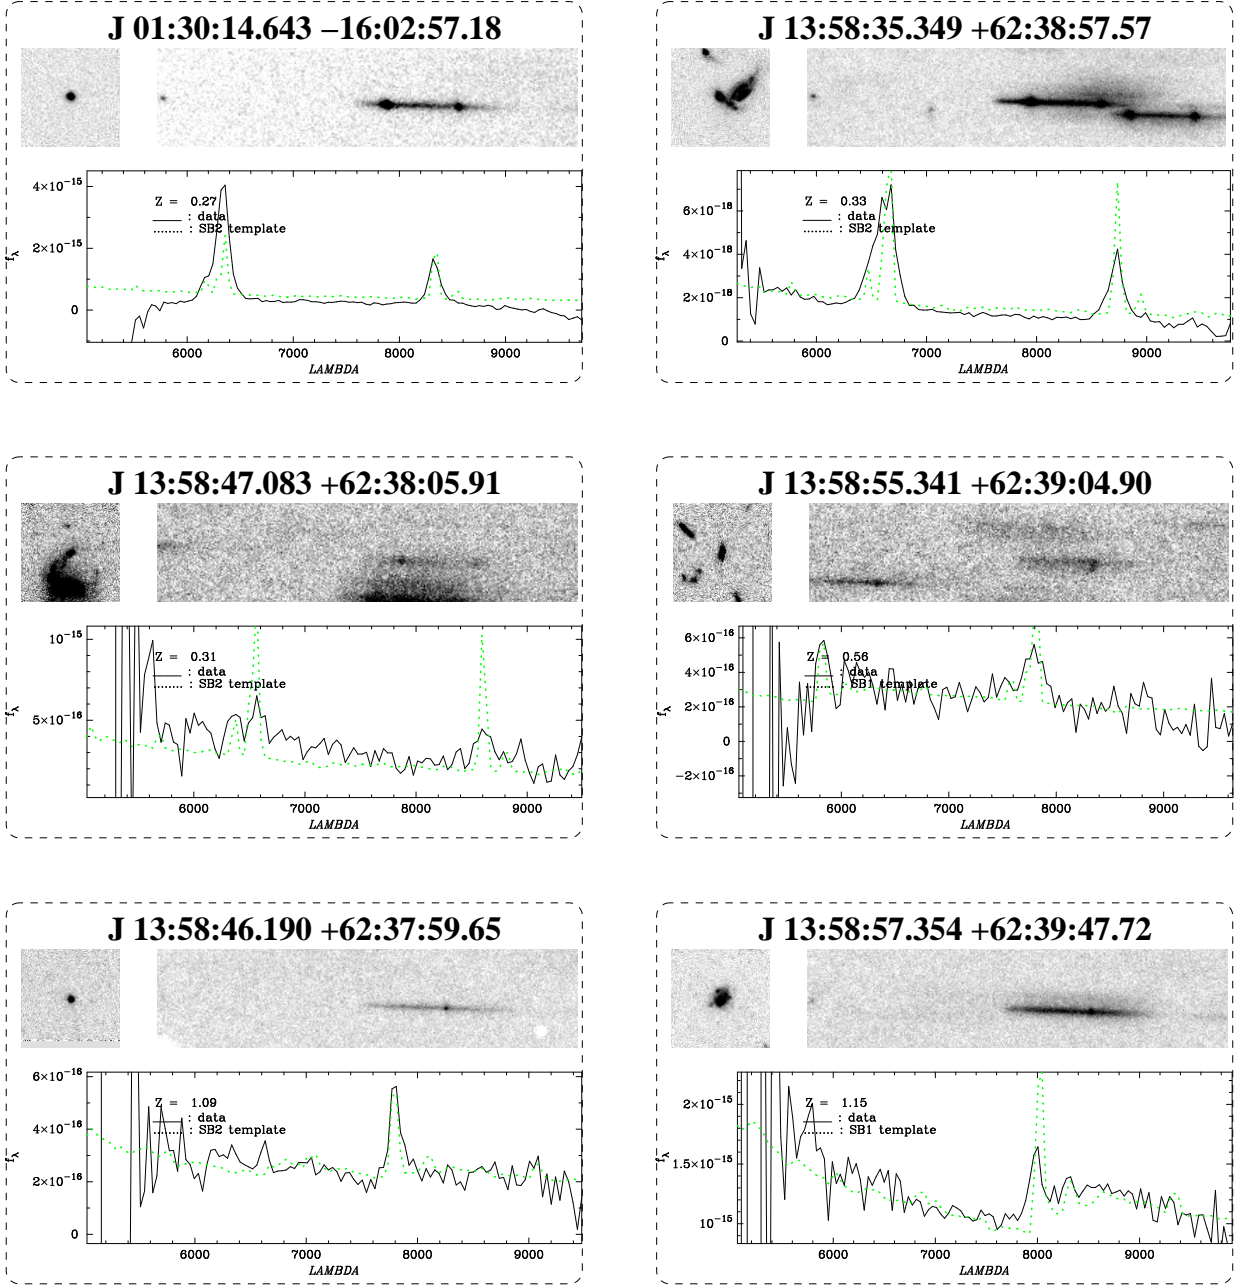 J 01:30:14.643 −16:02:57.18
4×10⁻¹⁵
2×10⁻¹⁵
0
f_λ
Z = 0.27
: data
: SB2 template
6000 7000 8000 9000
LAMBDA
J 13:58:35.349 +62:38:57.57
6×10⁻¹⁶
4×10⁻¹⁶
2×10⁻¹⁶
0
f_λ
Z = 0.33
: data
: SB2 template
6000 7000 8000 9000
LAMBDA
J 13:58:47.083 +62:38:05.91
10⁻¹⁵
5×10⁻¹⁶
f_λ
Z = 0.31
: data
: SB2 template
6000 7000 8000 9000
LAMBDA
J 13:58:55.341 +62:39:04.90
6×10⁻¹⁶
4×10⁻¹⁶
2×10⁻¹⁶
0
−2×10⁻¹⁶
f_λ
Z = 0.56
: data
: SB1 template
6000 7000 8000 9000
LAMBDA
J 13:58:46.190 +62:37:59.65
6×10⁻¹⁶
4×10⁻¹⁶
2×10⁻¹⁶
0
f_λ
Z = 1.09
: data
: SB2 template
6000 7000 8000 9000
LAMBDA
J 13:58:57.354 +62:39:47.72
2×10⁻¹⁵
1.5×10⁻¹⁵
10⁻¹⁵
f_λ
Z = 1.15
: data
: SB1 template
6000 7000 8000 9000
LAMBDA